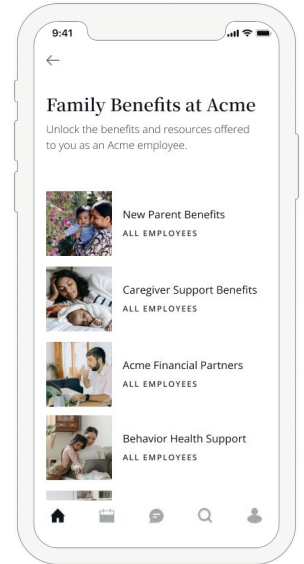 9:41
Family Benefits at Acme
Unlock the benefits and resources offered
to you as an Acme employee.
New Parent Benefits
ALL EMPLOYEES
Caregiver Support Benefits
ALL EMPLOYEES
Acme Financial Partners
ALL EMPLOYEES
Behavior Health Support
ALL EMPLOYEES